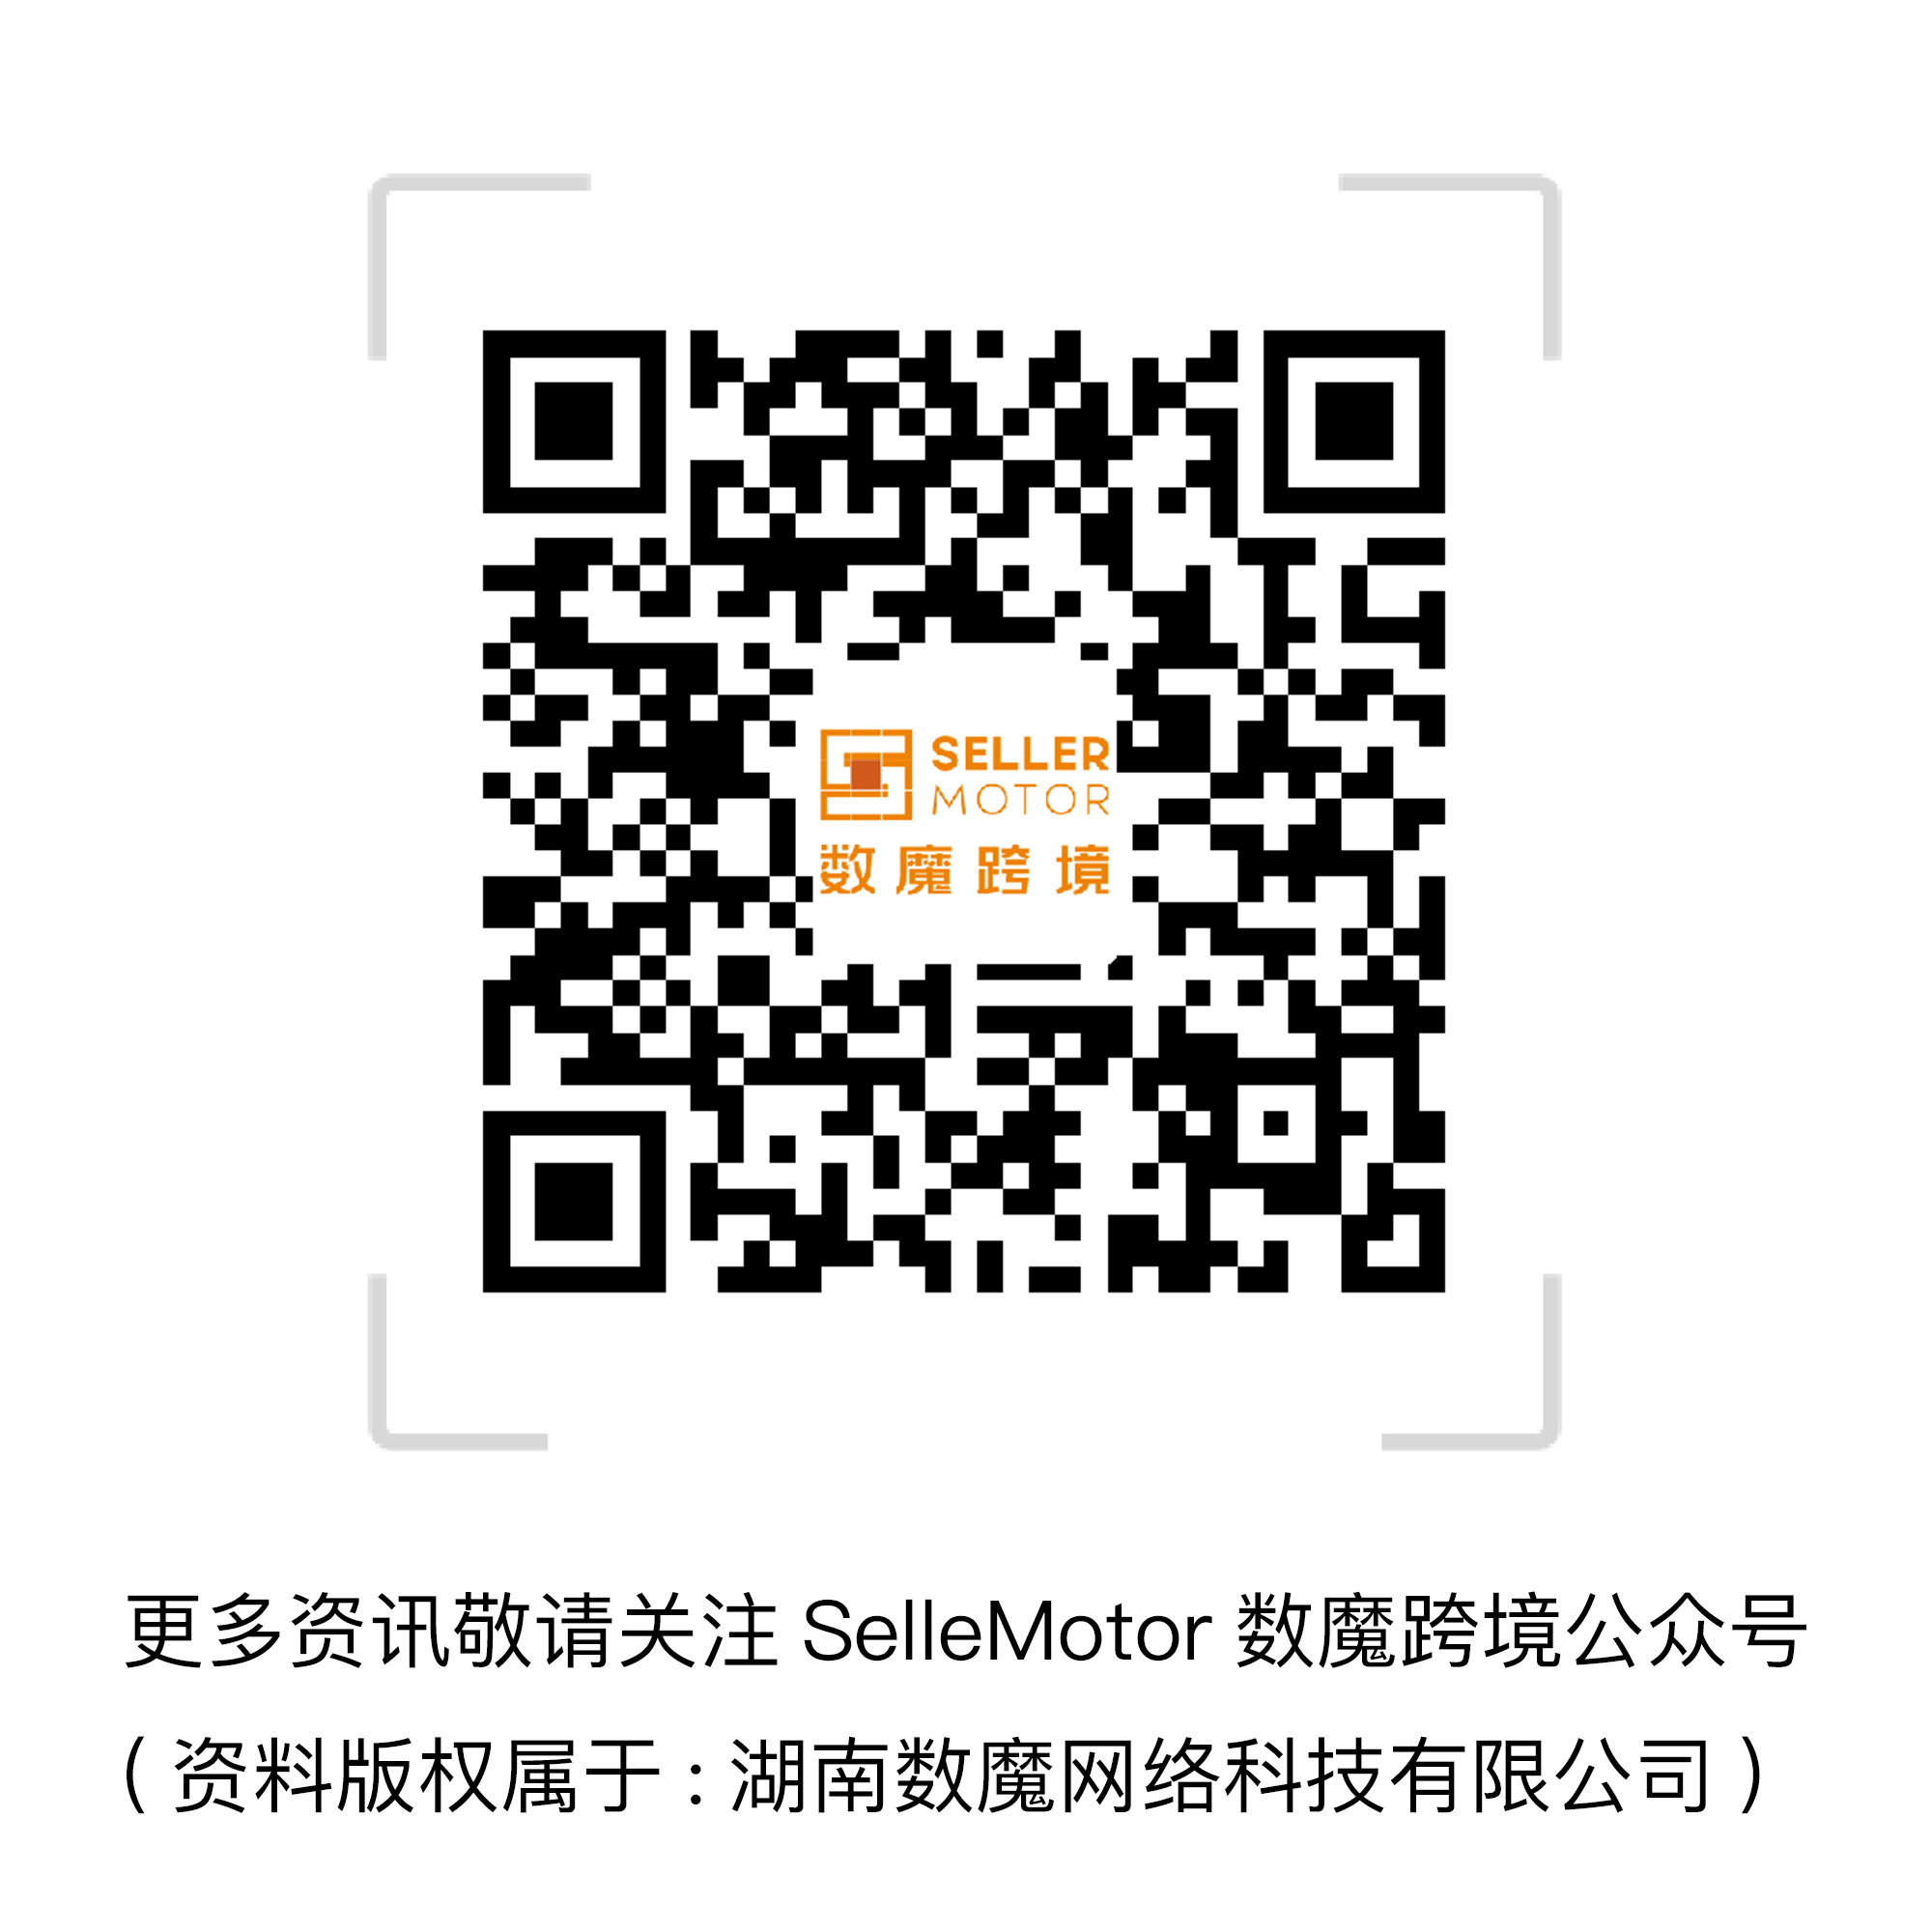 SELLER
MOTOR
数魔跨境
更多资讯敬请关注 SelleMotor 数魔跨境公众号
（资料版权属于：湖南数魔网络科技有限公司）